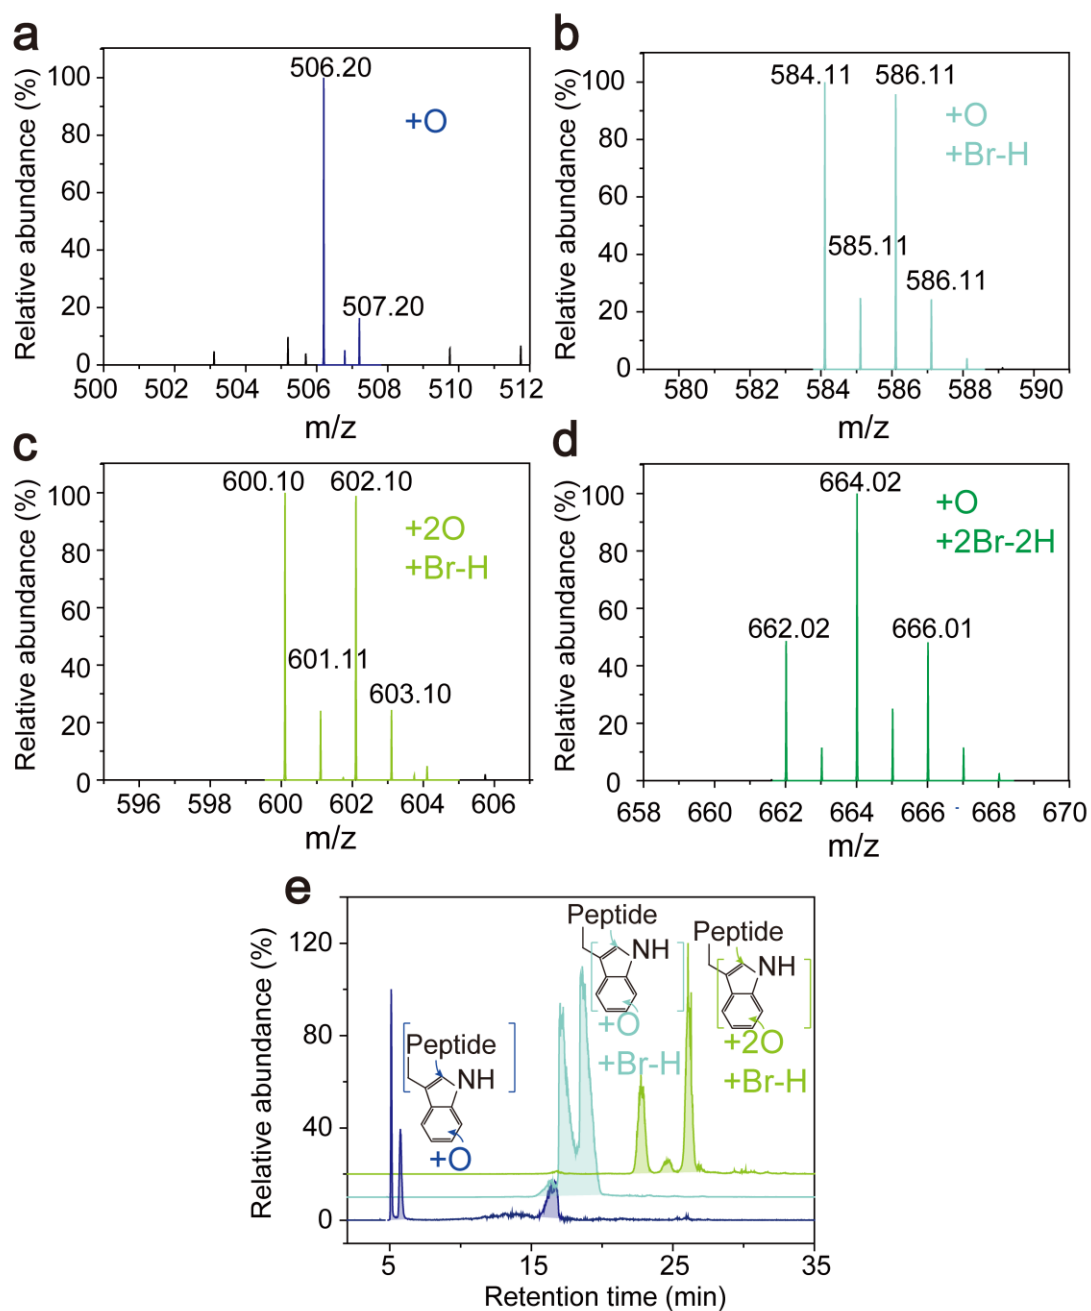 a
Relative abundance (%)
100
80
60
40
20
0
506.20
507.20
+O
500 502 504 506 508 510 512
m/z
b
Relative abundance (%)
100
80
60
40
20
0
584.11 586.11
585.11
586.11
+O
+Br-H
580 582 584 586 588 590
m/z
c
Relative abundance (%)
100
80
60
40
20
0
600.10 602.10
601.11
603.10
+2O
+Br-H
596 598 600 602 604 606
m/z
d
Relative abundance (%)
100
80
60
40
20
0
664.02
662.02 666.01
+O
+2Br-2H
658 660 662 664 666 668 670
m/z
e
Relative abundance (%)
120
80
40
0
Peptide
NH
+O
Peptide
NH
+O
+Br-H
Peptide
NH
+2O
+Br-H
5 15 25 35
Retention time (min)